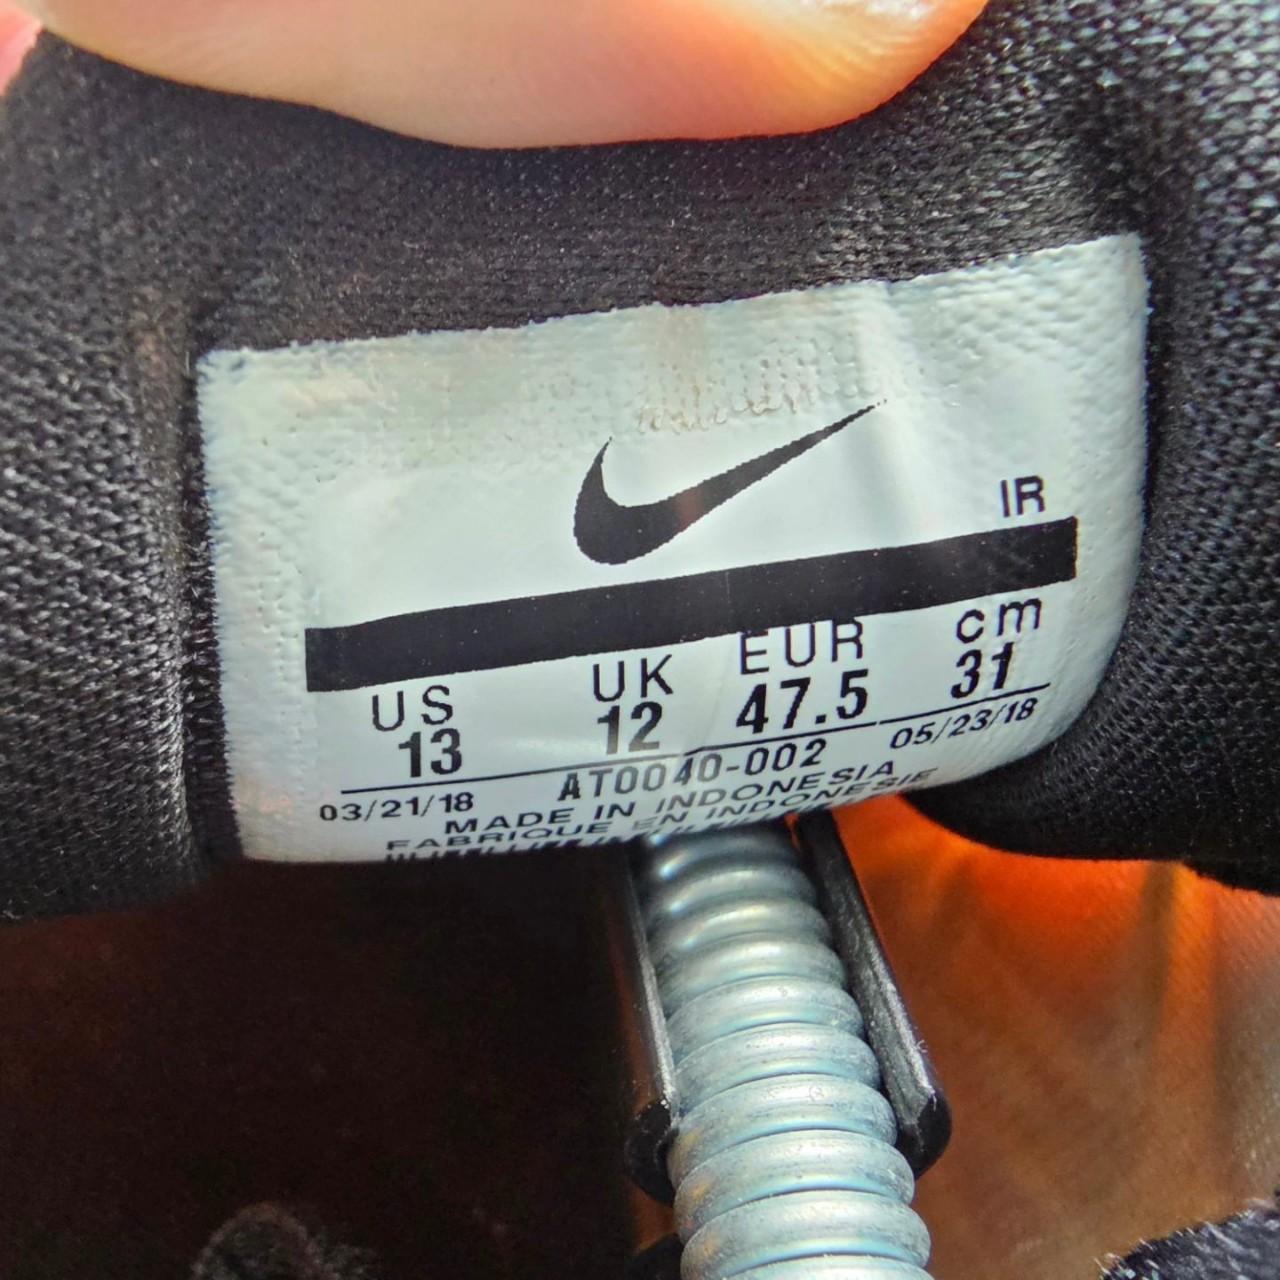 IR
US UK EUR cm
13 12 47.5 31
03/21/18 AT0040-002 05/23/18
MADE IN INDONESIA
FABRIQUE EN INDONESIE